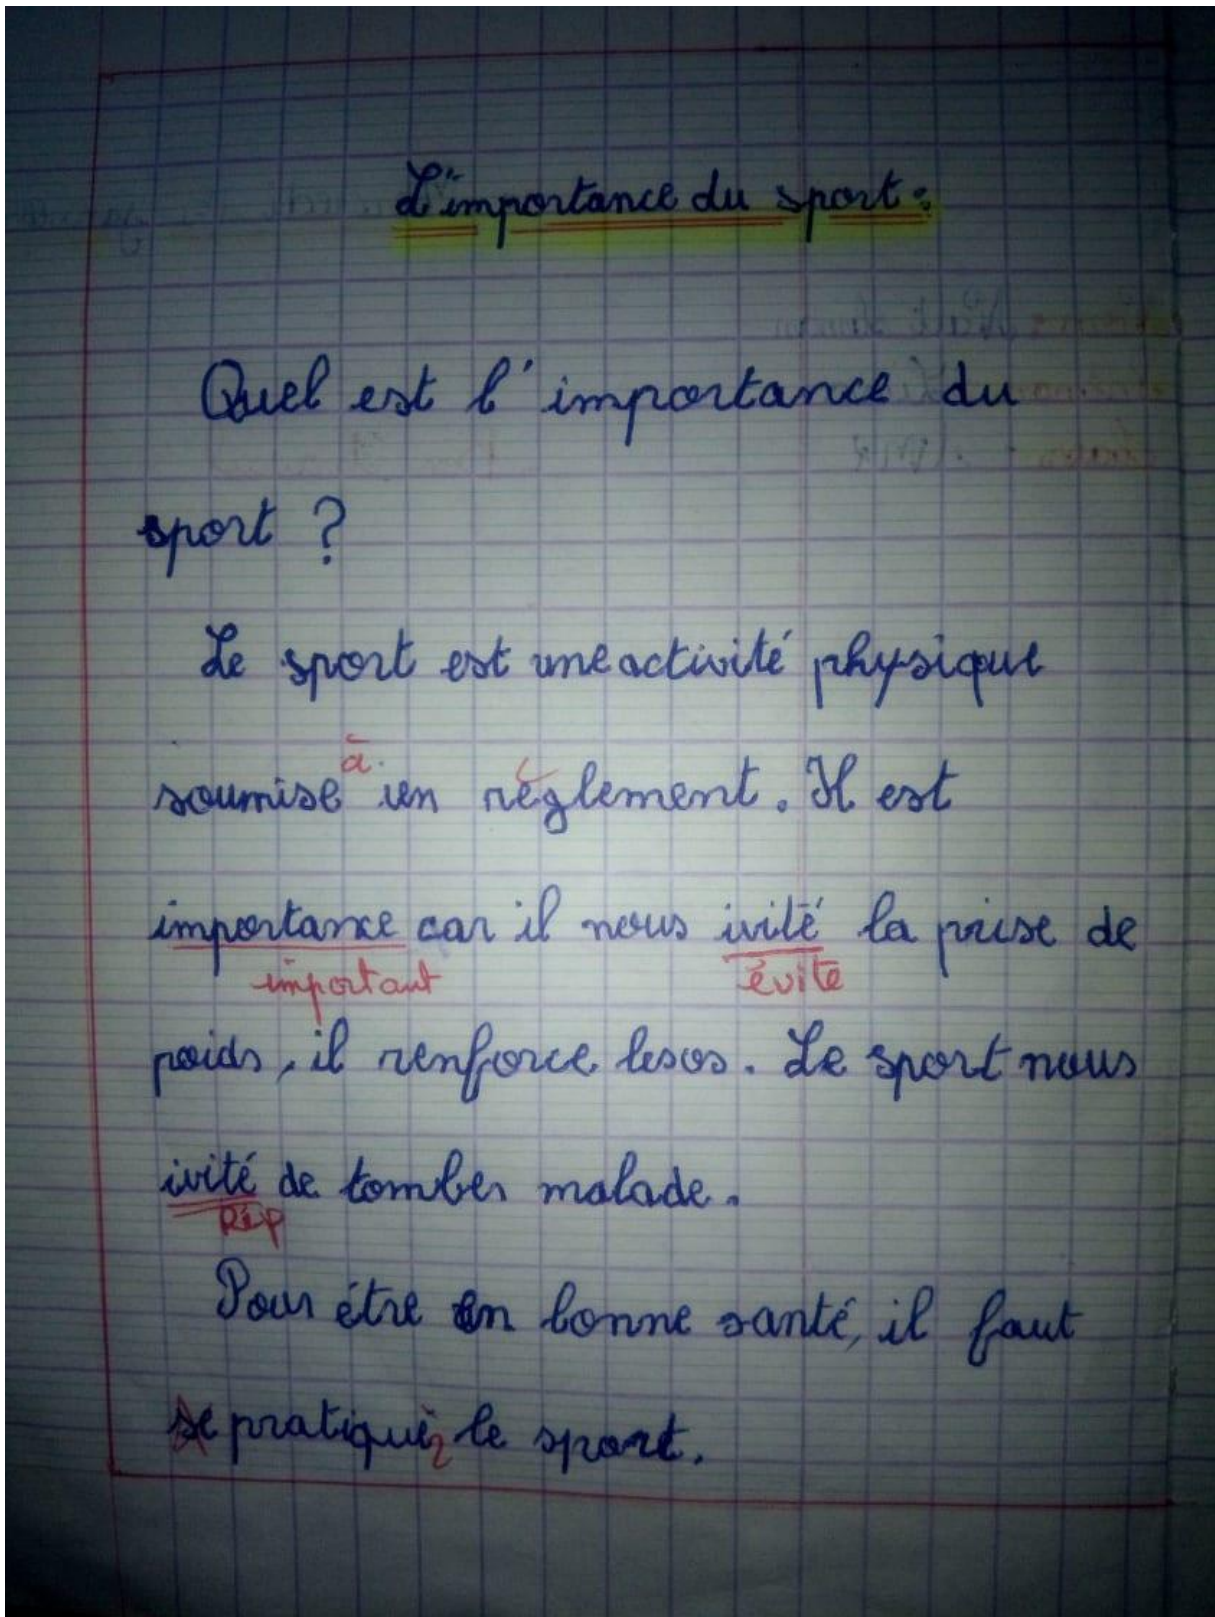 L'importance du sport :
Quel est l'importance du
sport ?
Le sport est une activité physique
à
soumise un réglement. Il est
importance car il nous ivité la prise de
important évite
poids, il renforce les os. Le sport nous
ivité de tomber malade.
Rép
Pour étre en bonne santé, il faut
se pratiquér le sport.